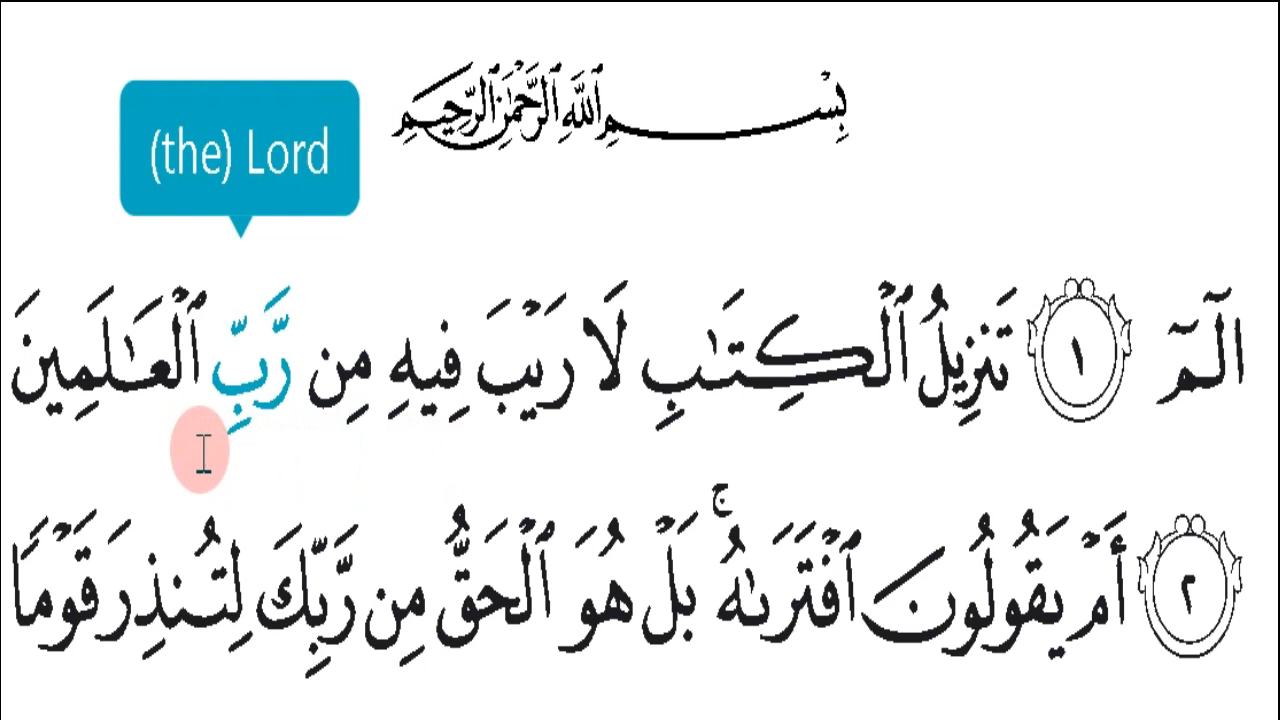 بِسْمِ ٱللَّهِ ٱلرَّحْمَٰنِ ٱلرَّحِيمِ
(the) Lord
الٓمٓ ١ تَنزِيلُ ٱلْكِتَٰبِ لَا رَيْبَ فِيهِ مِن رَّبِّ ٱلْعَٰلَمِينَ
٢ أَمْ يَقُولُونَ ٱفْتَرَىٰهُ ۚ بَلْ هُوَ ٱلْحَقُّ مِن رَّبِّكَ لِتُنذِرَ قَوْمًا